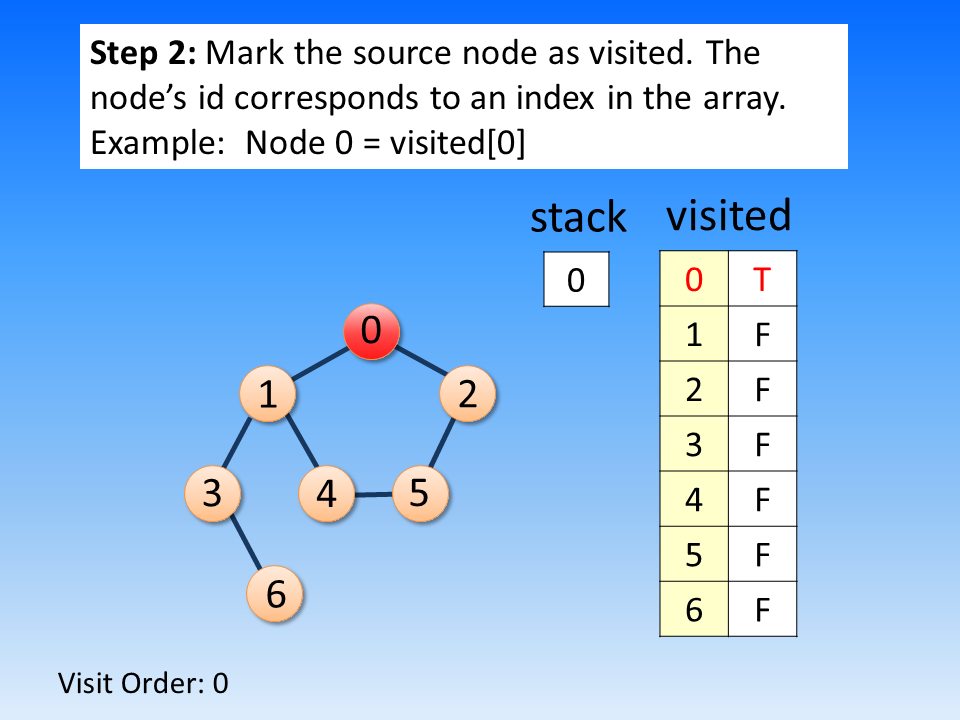 Step 2: Mark the source node as visited. The
node’s id corresponds to an index in the array.
Example:  Node 0 = visited[0]
stack visited
0
0 T
1 F
2 F
3 F
4 F
5 F
6 F
0
1 2
3 4 5
6
Visit Order: 0